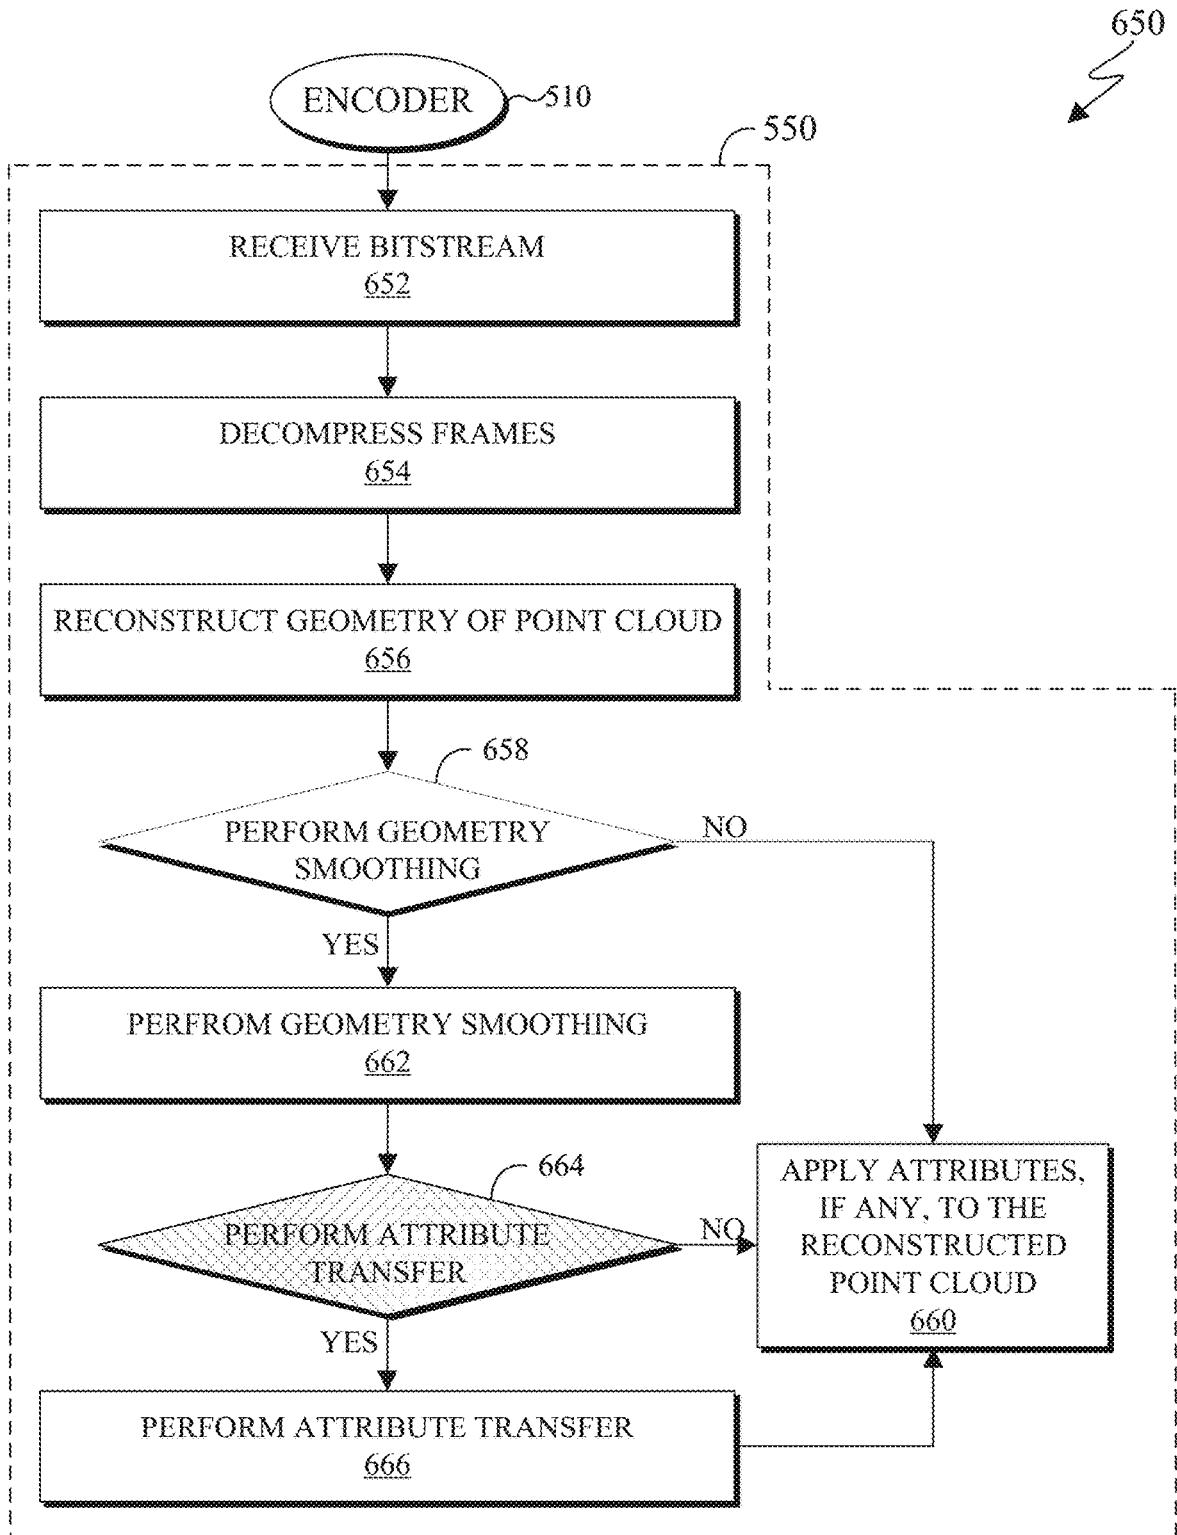 650
ENCODER
510
550
RECEIVE BITSTREAM
652
DECOMPRESS FRAMES
654
RECONSTRUCT GEOMETRY OF POINT CLOUD
656
658
PERFORM GEOMETRY
SMOOTHING
NO
YES
PERFROM GEOMETRY SMOOTHING
662
664
PERFORM ATTRIBUTE
TRANSFER
NO
YES
APPLY ATTRIBUTES,
IF ANY, TO THE
RECONSTRUCTED
POINT CLOUD
660
PERFORM ATTRIBUTE TRANSFER
666